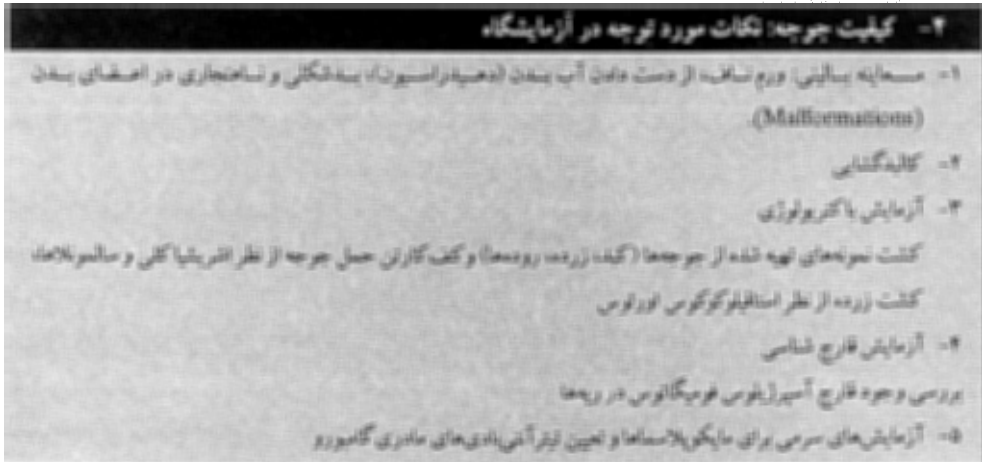 ۴- کیفیت جوجه: نکات مورد توجه در آزمایشگاه
۱- معاینه بالینی: ورم ناف، از دست دادن آب بدن (دهیدراسیون)، بدشکلی و ناهنجاری در اعضای بدن
(Malformations).
۲- کالبدگشایی
۳- آزمایش باکتریولوژی
کشت نمونه‌های تهیه شده از جوجه‌ها (کبد، زرده، روده‌ها) و کف کارتن حمل جوجه از نظر اشریشیا کلی و سالمونلاها،
کشت زرده از نظر استافیلوکوکوس اورئوس
۴- آزمایش قارچ شناسی
بررسی وجود قارچ آسپرژیلوس فومیگاتوس در ریه‌ها
۵- آزمایش‌های سرمی برای مایکوپلاسماها و تعیین تیتر آنتی‌بادی‌های مادری گامبورو